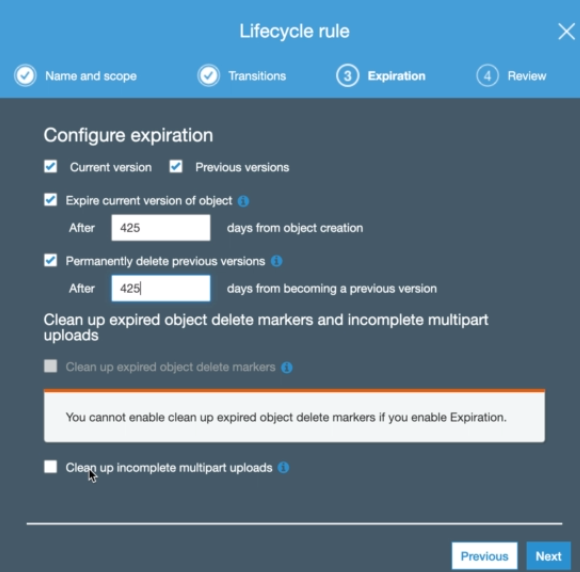 Lifecycle rule
Name and scope
Transitions
3 Expiration
4 Review
Configure expiration
Current version Previous versions
Expire current version of object i
After 425 days from object creation
Permanently delete previous versions i
After 425 days from becoming a previous version
Clean up expired object delete markers and incomplete multipart
uploads
Clean up expired object delete markers i
You cannot enable clean up expired object delete markers if you enable Expiration.
Clean up incomplete multipart uploads i
Previous Next